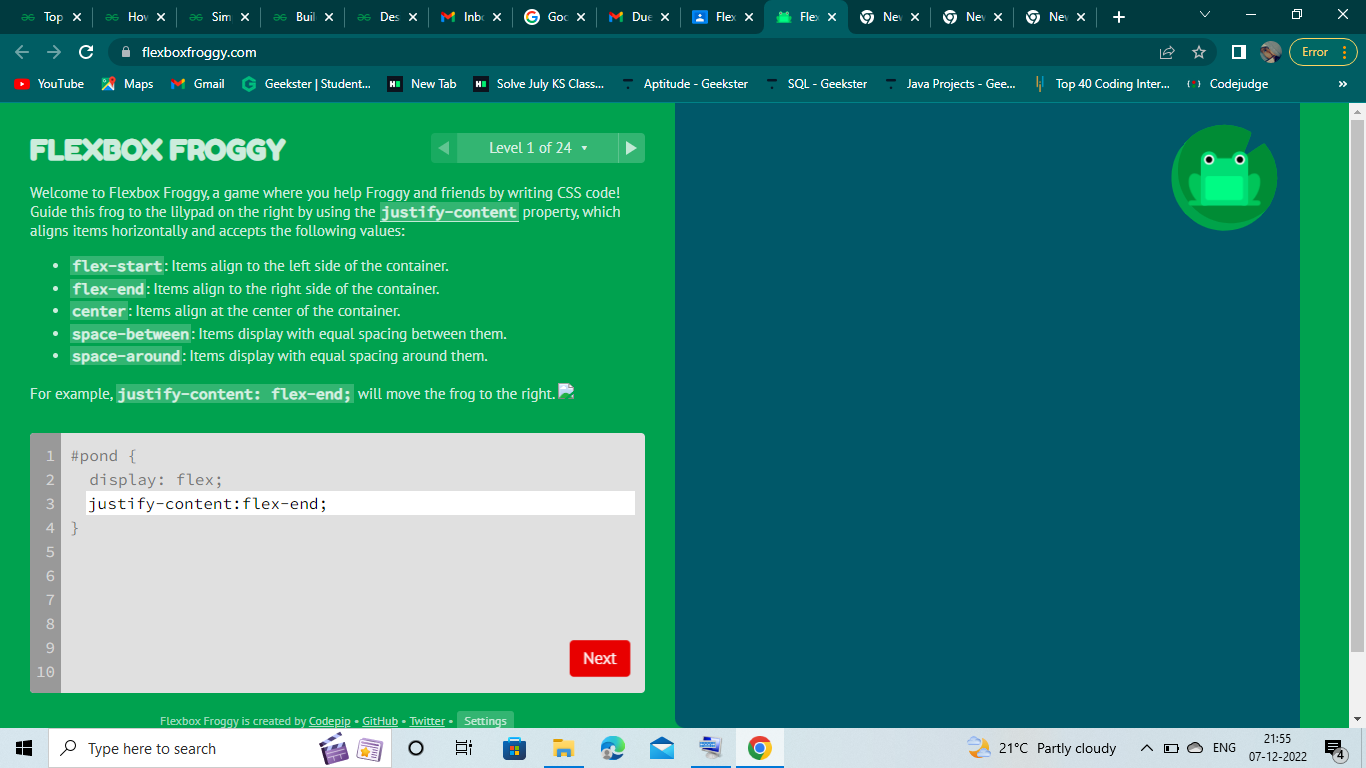 Top
How
Sim
Buil
Des
Inbo
Goo
Due
Flex
Flex
New
New
New
flexboxfroggy.com
Error
YouTube
Maps
Gmail
Geekster | Student...
New Tab
Solve July KS Class...
Aptitude - Geekster
SQL - Geekster
Java Projects - Gee...
Top 40 Coding Inter...
Codejudge
»
FLEXBOX FROGGY
Level 1 of 24
Welcome to Flexbox Froggy, a game where you help Froggy and friends by writing CSS code!
Guide this frog to the lilypad on the right by using the justify-content property, which
aligns items horizontally and accepts the following values:
• flex-start: Items align to the left side of the container.
• flex-end: Items align to the right side of the container.
• center: Items align at the center of the container.
• space-between: Items display with equal spacing between them.
• space-around: Items display with equal spacing around them.
For example, justify-content: flex-end; will move the frog to the right.
1 #pond {
2 display: flex;
3 justify-content:flex-end;
4 }
5
6
7
8
9
10
Next
Flexbox Froggy is created by Codepip • GitHub • Twitter • Settings
Type here to search
21°C Partly cloudy
ENG
21:55
07-12-2022
4